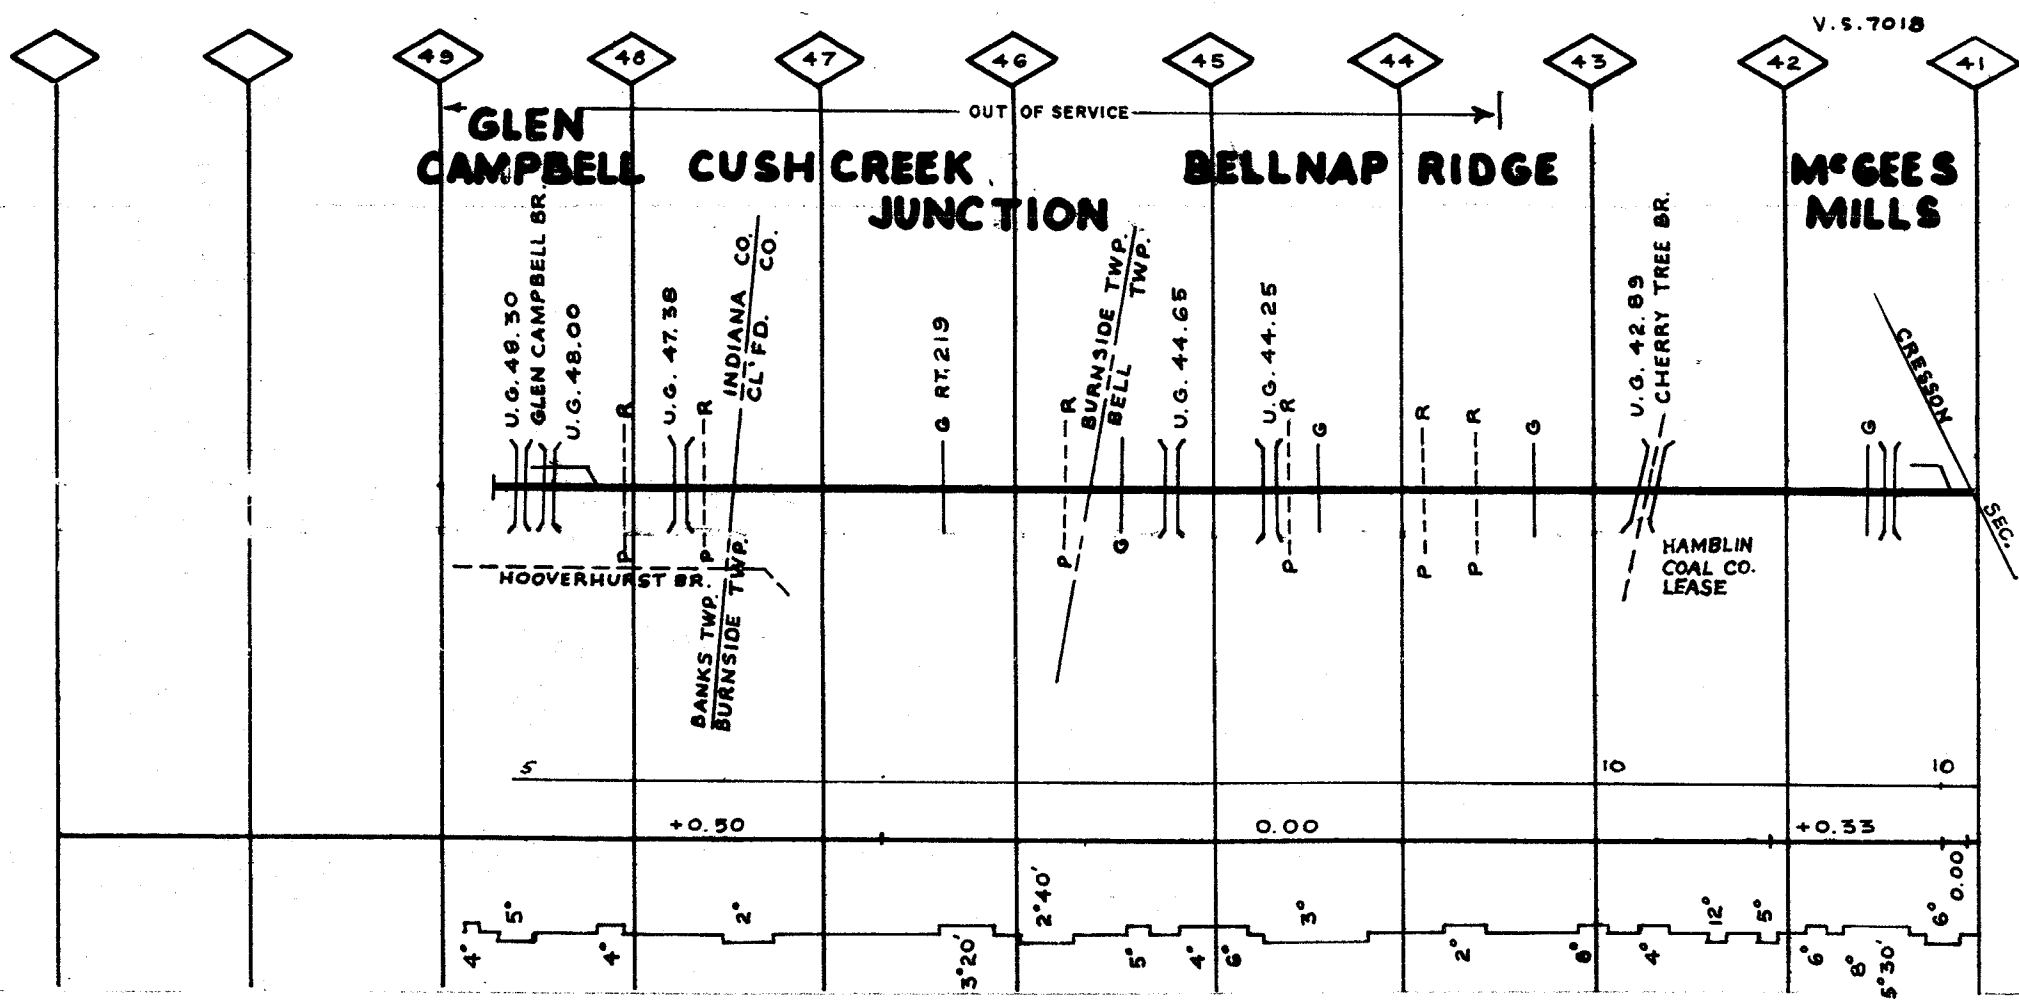 V.S.7018
49 48 47 46 45 44 43 42 41
OUT OF SERVICE
GLEN
CAMPBELL
CUSH CREEK
JUNCTION
BELLNAP RIDGE
McGEES
MILLS
U.G. 48.30
GLEN CAMPBELL BR.
U.G. 48.00
R
P
U.G. 47.38
R
P
INDIANA CO.
CL'FD. CO.
BANKS TWP.
BURNSIDE TWP.
HOOVERHURST BR.
G RT. 219
R
P
BURNSIDE TWP.
BELL TWP.
G
U.G. 44.65
U.G. 44.25
R
P
G
R
P
R
P
G
U.G. 42.89
CHERRY TREE BR.
HAMBLIN
COAL CO.
LEASE
G
CRESSON
SEC.
5
10
10
+0.50
0.00
+0.33
0.00
4°
5°
4°
2°
3°20'
2°40'
5°
4°
6°
3°
2°
8°
4°
12°
5°
6°
8°
5°30'
6°